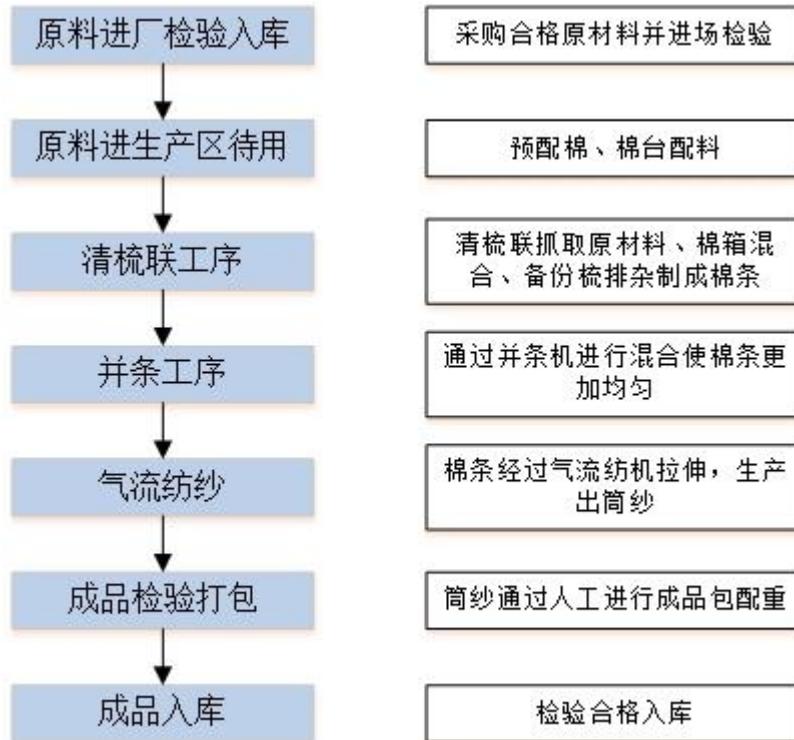 原料进厂检验入库
采购合格原材料并进场检验
原料进生产区待用
预配棉、棉台配料
清梳联工序
清梳联抓取原材料、棉箱混
合、备份梳排杂制成棉条
并条工序
通过并条机进行混合使棉条更
加均匀
气流纺纱
棉条经过气流纺机拉伸，生产
出筒纱
成品检验打包
筒纱通过人工进行成品包配重
成品入库
检验合格入库